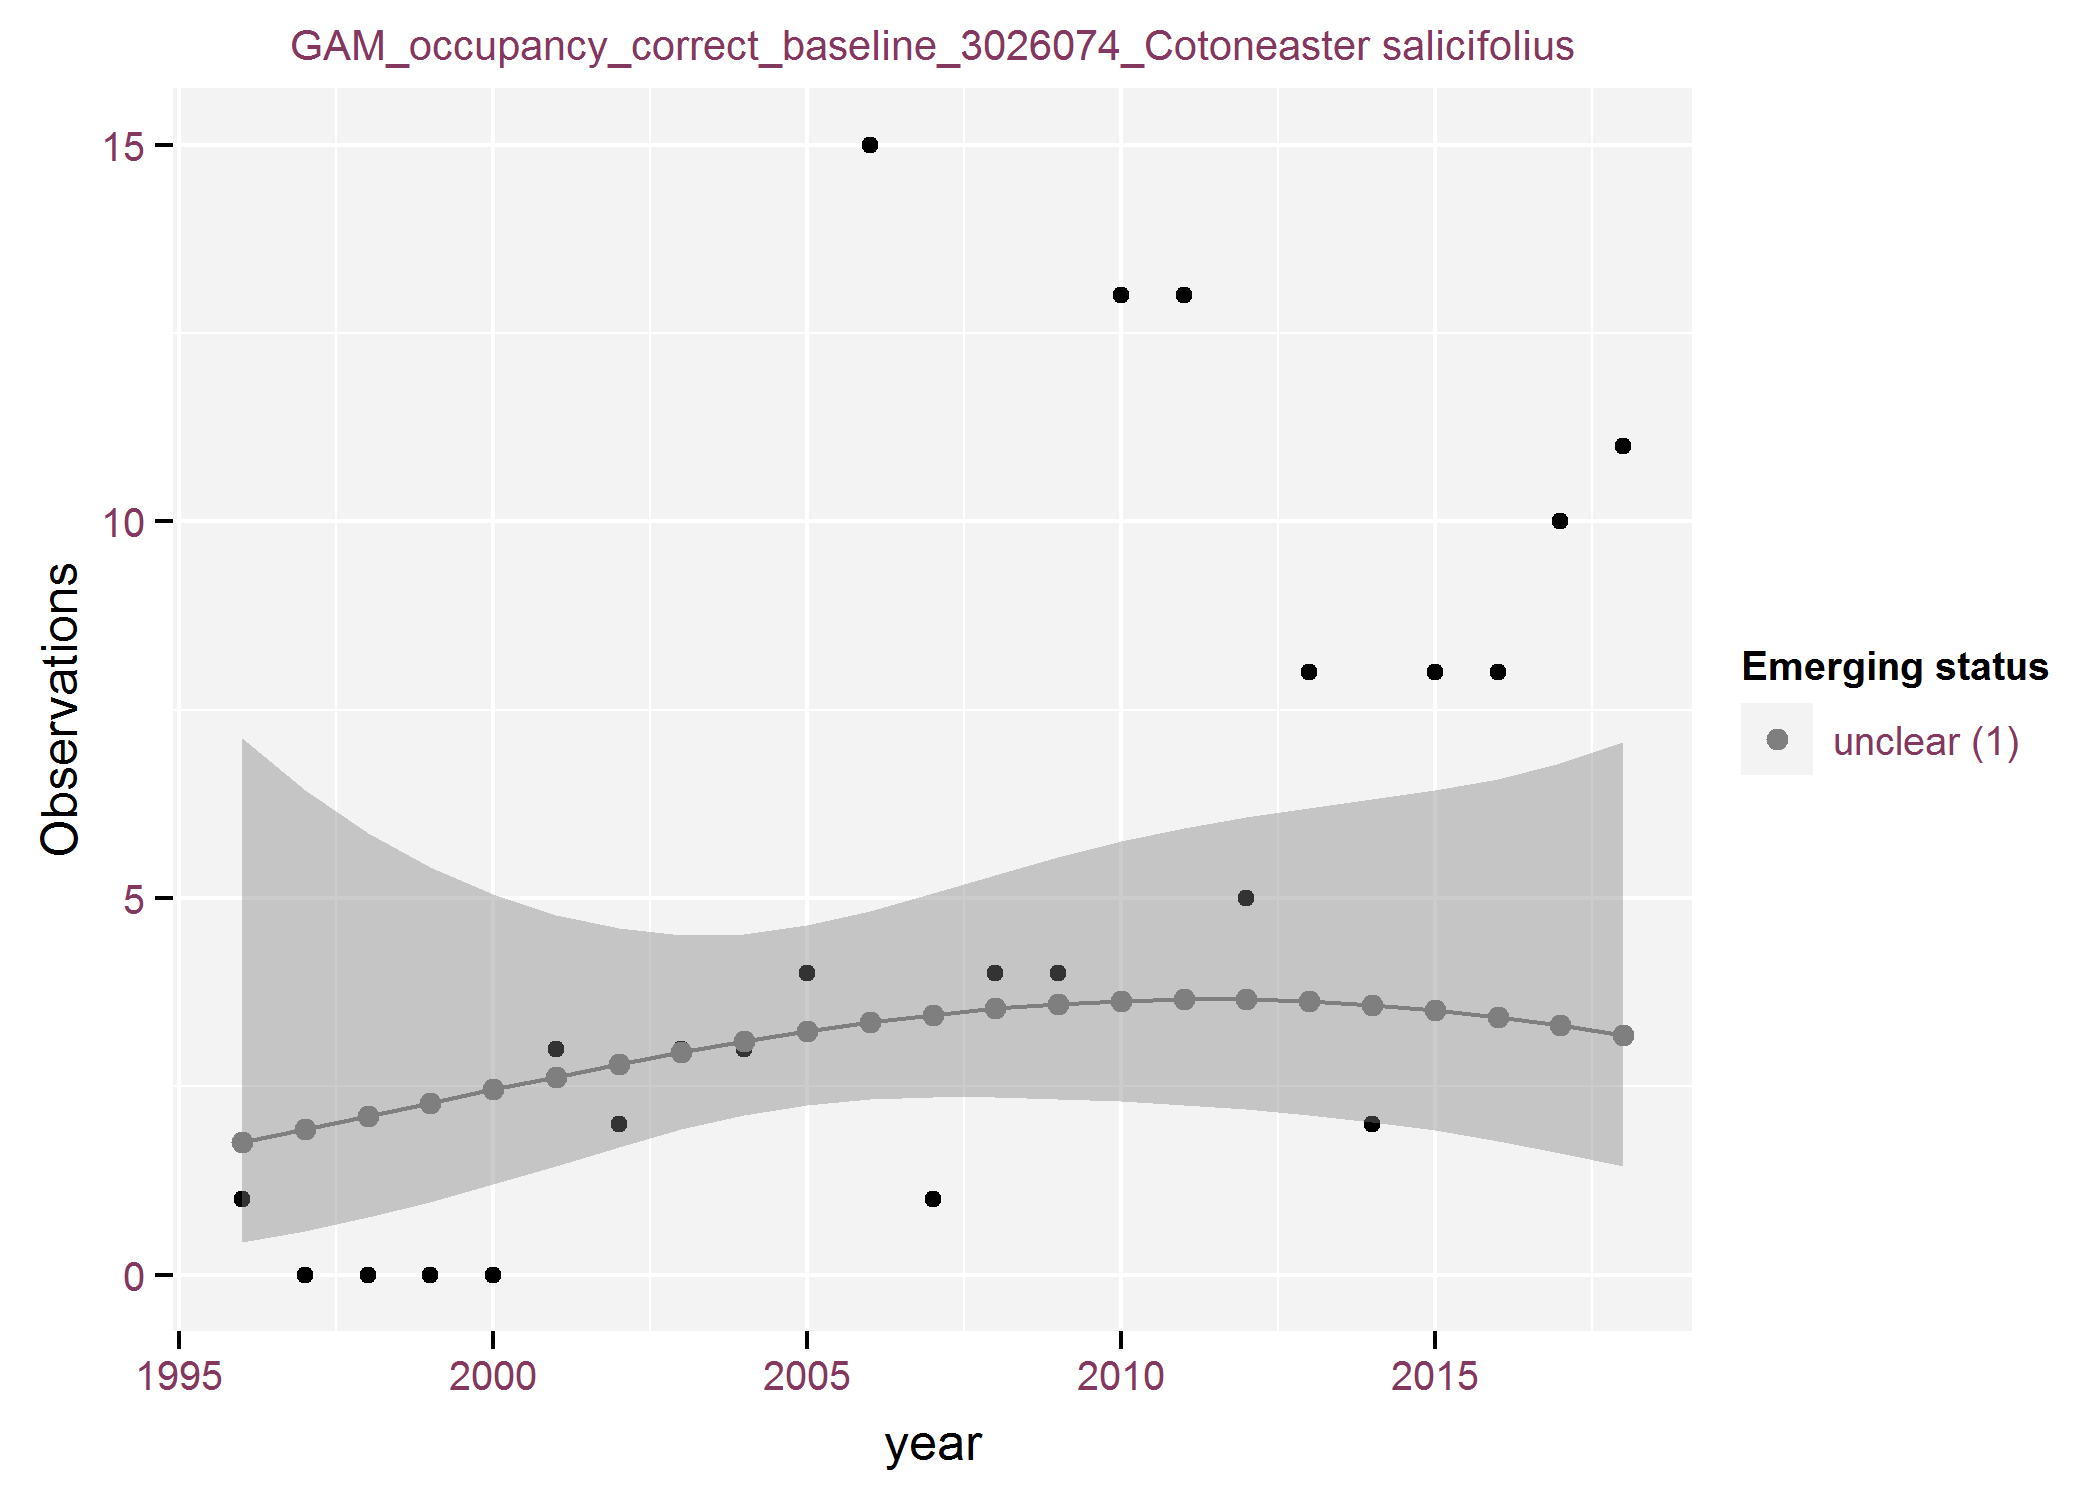 GAM_occupancy_correct_baseline_3026074_Cotoneaster salicifolius
15
10
5
0
Observations
1995 2000 2005 2010 2015
year
Emerging status
unclear (1)